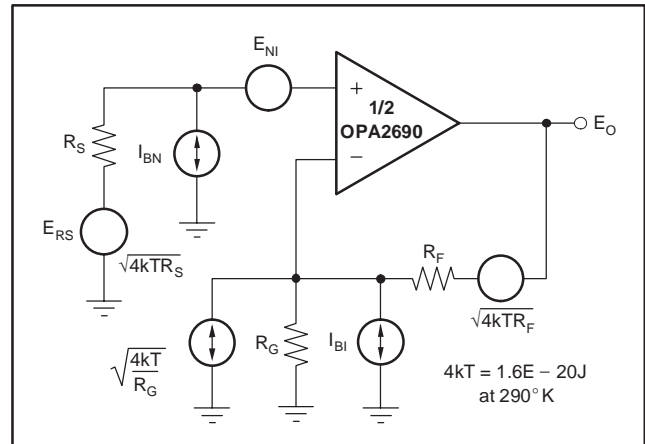 E_NI
1/2
OPA2690
+
−
E_O
R_S
I_BN
E_RS
√4kTR_S
R_F
√4kTR_F
√4kT/R_G
R_G
I_BI
4kT = 1.6E − 20J
at 290° K